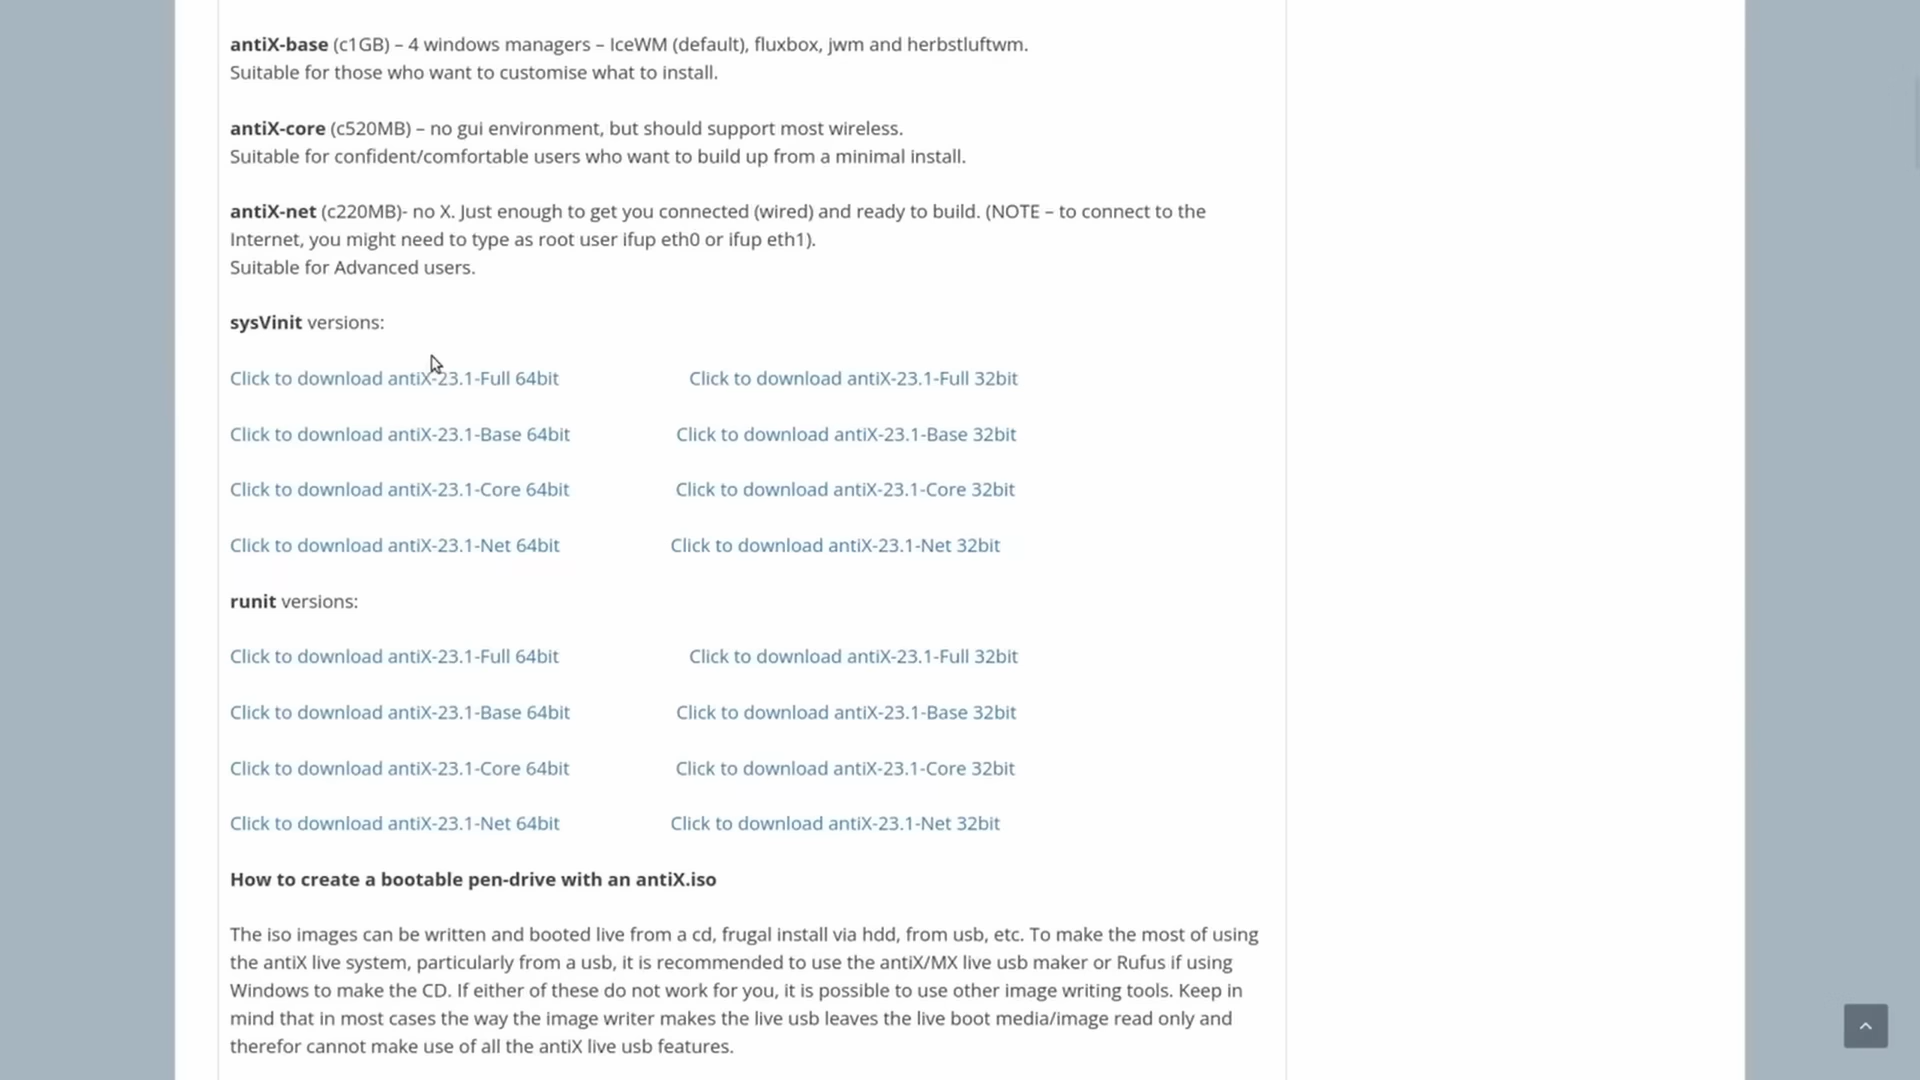 antiX-base (c1GB) – 4 windows managers – IceWM (default), fluxbox, jwm and herbstluftwm.
Suitable for those who want to customise what to install.
antiX-core (c520MB) – no gui environment, but should support most wireless.
Suitable for confident/comfortable users who want to build up from a minimal install.
antiX-net (c220MB)- no X. Just enough to get you connected (wired) and ready to build. (NOTE – to connect to the
Internet, you might need to type as root user ifup eth0 or ifup eth1).
Suitable for Advanced users.
sysVinit versions:
Click to download antiX-23.1-Full 64bit Click to download antiX-23.1-Full 32bit
Click to download antiX-23.1-Base 64bit Click to download antiX-23.1-Base 32bit
Click to download antiX-23.1-Core 64bit Click to download antiX-23.1-Core 32bit
Click to download antiX-23.1-Net 64bit Click to download antiX-23.1-Net 32bit
runit versions:
Click to download antiX-23.1-Full 64bit Click to download antiX-23.1-Full 32bit
Click to download antiX-23.1-Base 64bit Click to download antiX-23.1-Base 32bit
Click to download antiX-23.1-Core 64bit Click to download antiX-23.1-Core 32bit
Click to download antiX-23.1-Net 64bit Click to download antiX-23.1-Net 32bit
How to create a bootable pen-drive with an antiX.iso
The iso images can be written and booted live from a cd, frugal install via hdd, from usb, etc. To make the most of using
the antiX live system, particularly from a usb, it is recommended to use the antiX/MX live usb maker or Rufus if using
Windows to make the CD. If either of these do not work for you, it is possible to use other image writing tools. Keep in
mind that in most cases the way the image writer makes the live usb leaves the live boot media/image read only and
therefor cannot make use of all the antiX live usb features.